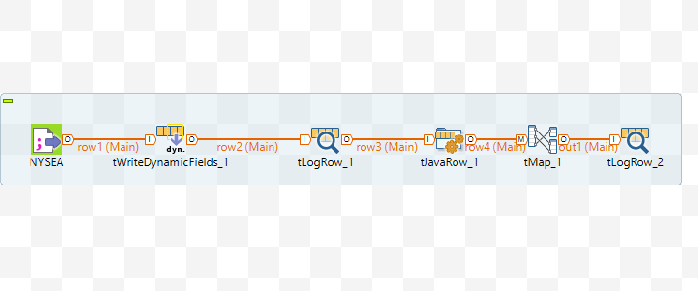 row1 (Main)
row2 (Main)
row3 (Main)
row4 (Main)
out1 (Main)
dyn.
NYSEA
tWriteDynamicFields_1
tLogRow_1
tJavaRow_1
tMap_1
tLogRow_2